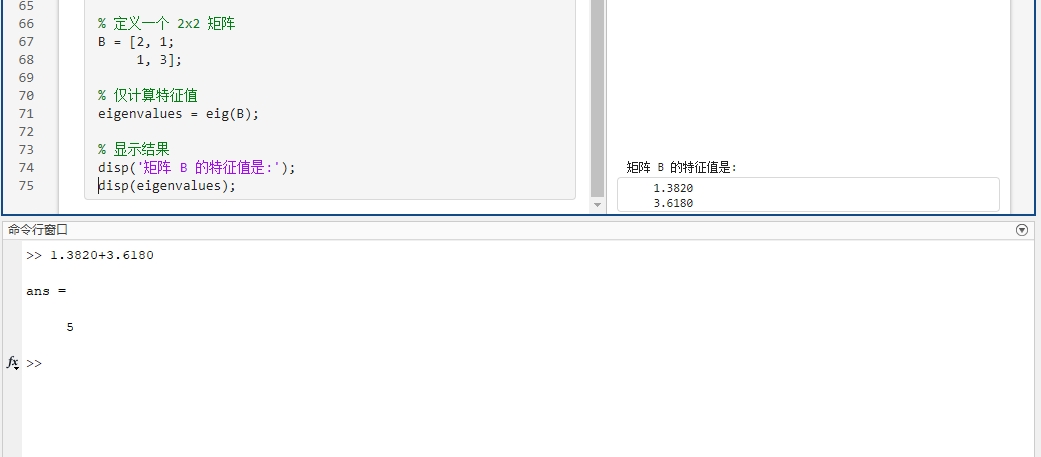 65
66 % 定义一个 2x2 矩阵
67 B = [2, 1;
68 1, 3];
69
70 % 仅计算特征值
71 eigenvalues = eig(B);
72
73 % 显示结果
74 disp('矩阵 B 的特征值是:');
75 disp(eigenvalues);
矩阵 B 的特征值是:
1.3820
3.6180
命令行窗口
>> 1.3820+3.6180
ans =
5
fx >>